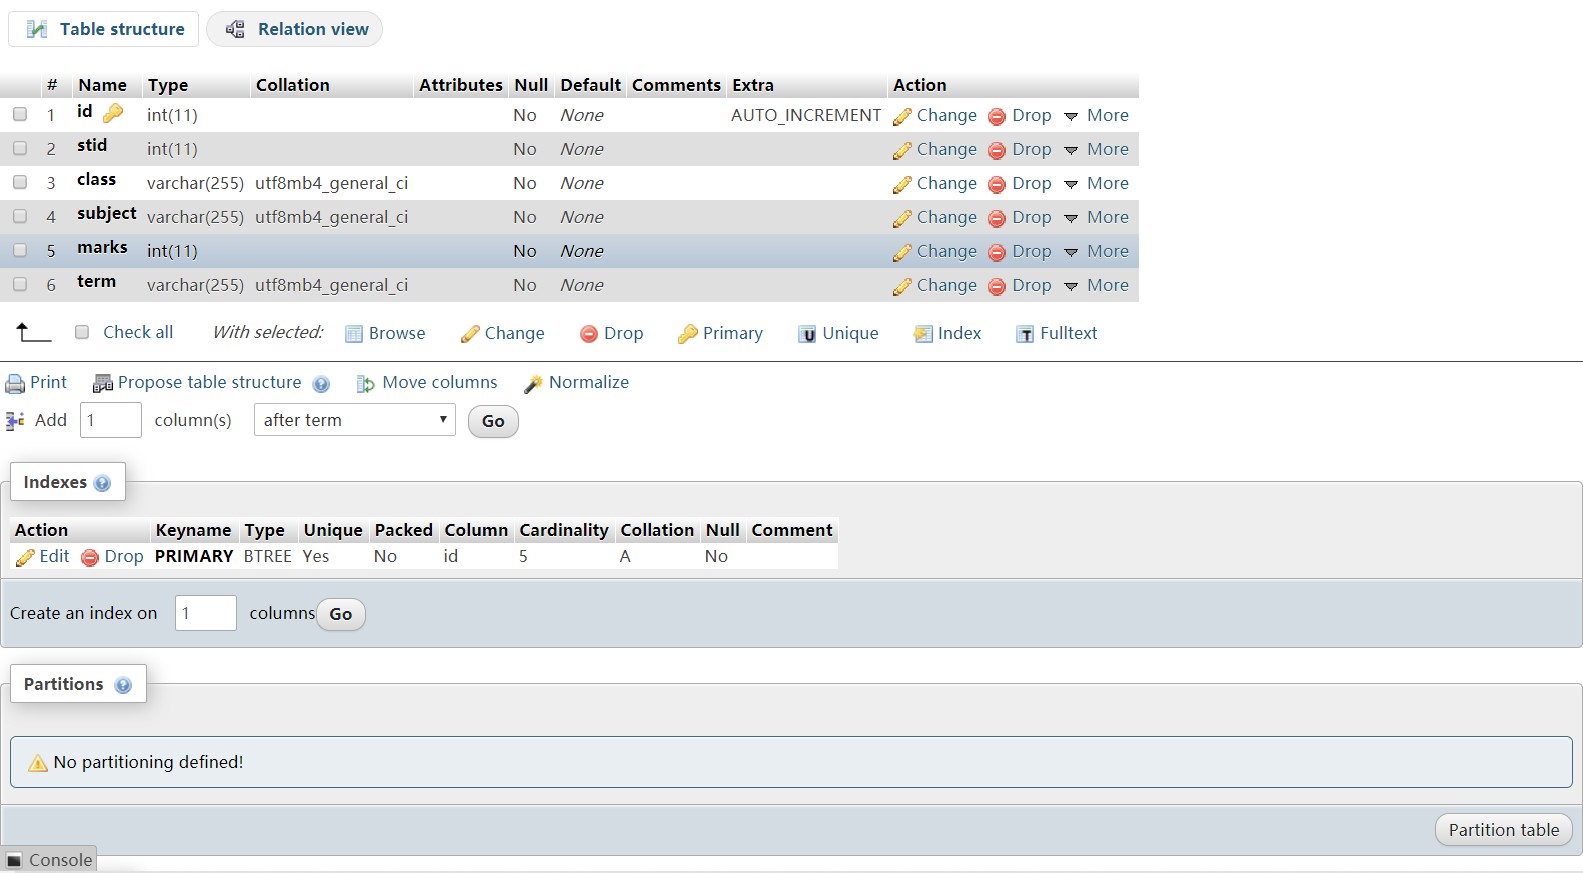 Table structure Relation view
# Name Type Collation Attributes Null Default Comments Extra Action
1 id int(11) No None AUTO_INCREMENT Change Drop More
2 stid int(11) No None Change Drop More
3 class varchar(255) utf8mb4_general_ci No None Change Drop More
4 subject varchar(255) utf8mb4_general_ci No None Change Drop More
5 marks int(11) No None Change Drop More
6 term varchar(255) utf8mb4_general_ci No None Change Drop More
Check all With selected: Browse Change Drop Primary Unique Index Fulltext
Print Propose table structure Move columns Normalize
Add 1 column(s) after term Go
Indexes
Action Keyname Type Unique Packed Column Cardinality Collation Null Comment
Edit Drop PRIMARY BTREE Yes No id 5 A No
Create an index on 1 columns Go
Partitions
No partitioning defined!
Partition table
Console